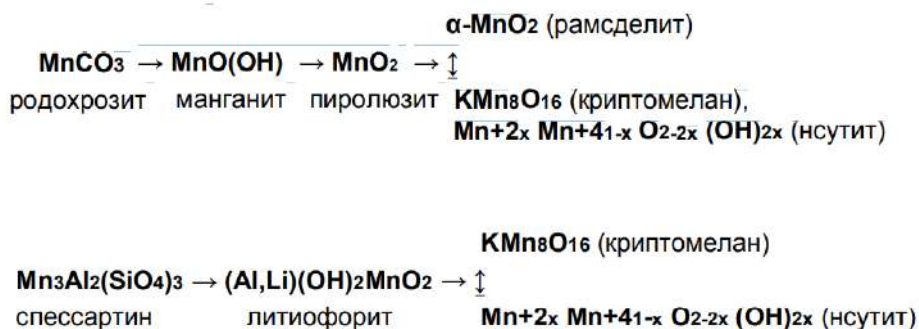 α-MnO2 (рамсделит)
MnCO3 → MnO(OH) → MnO2 → ↕
родохрозит манганит пиролюзит KMn8O16 (криптомелан),
Mn+2x Mn+41-x O2-2x (OH)2x (нсутит)
KMn8O16 (криптомелан)
Mn3Al2(SiO4)3 → (Al,Li)(OH)2MnO2 → ↕
спессартин литиофорит Mn+2x Mn+41-x O2-2x (OH)2x (нсутит)